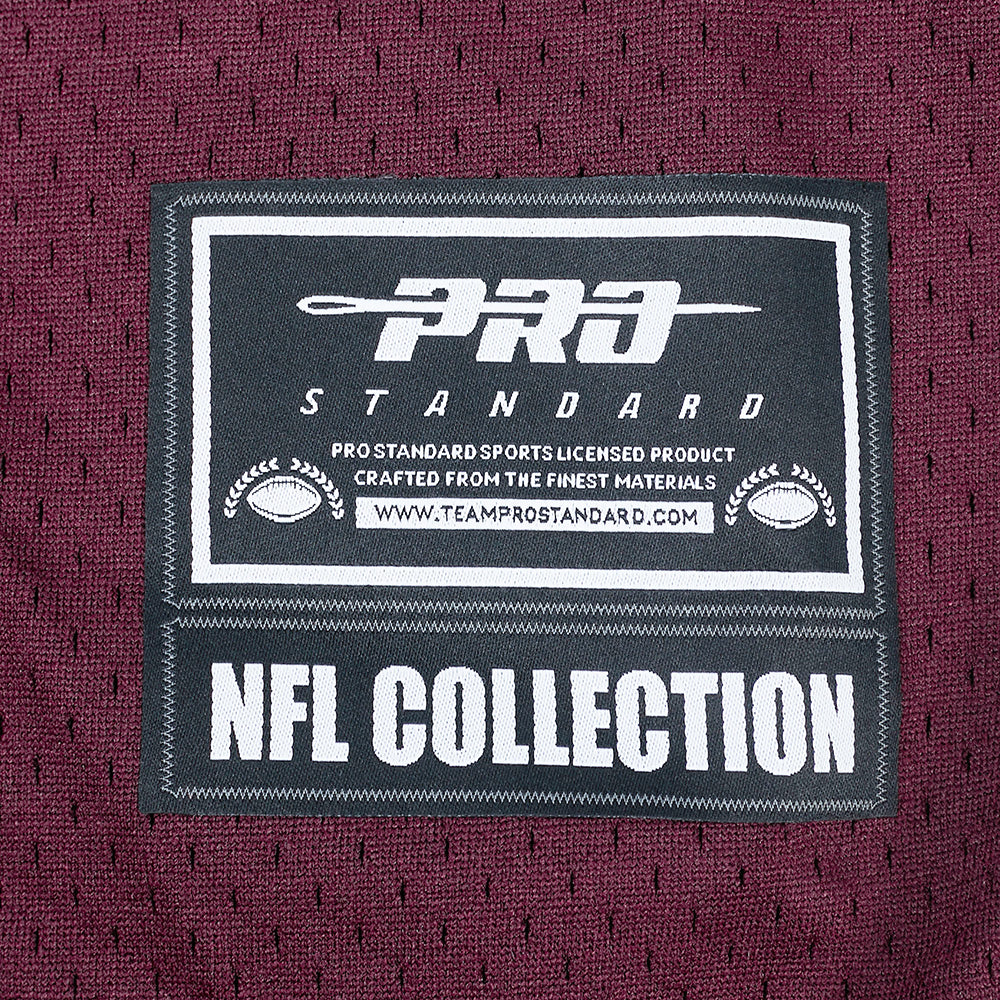 PRO
STANDARD
PRO STANDARD SPORTS LICENSED PRODUCT
CRAFTED FROM THE FINEST MATERIALS
WWW.TEAMPROSTANDARD.COM
NFL COLLECTION